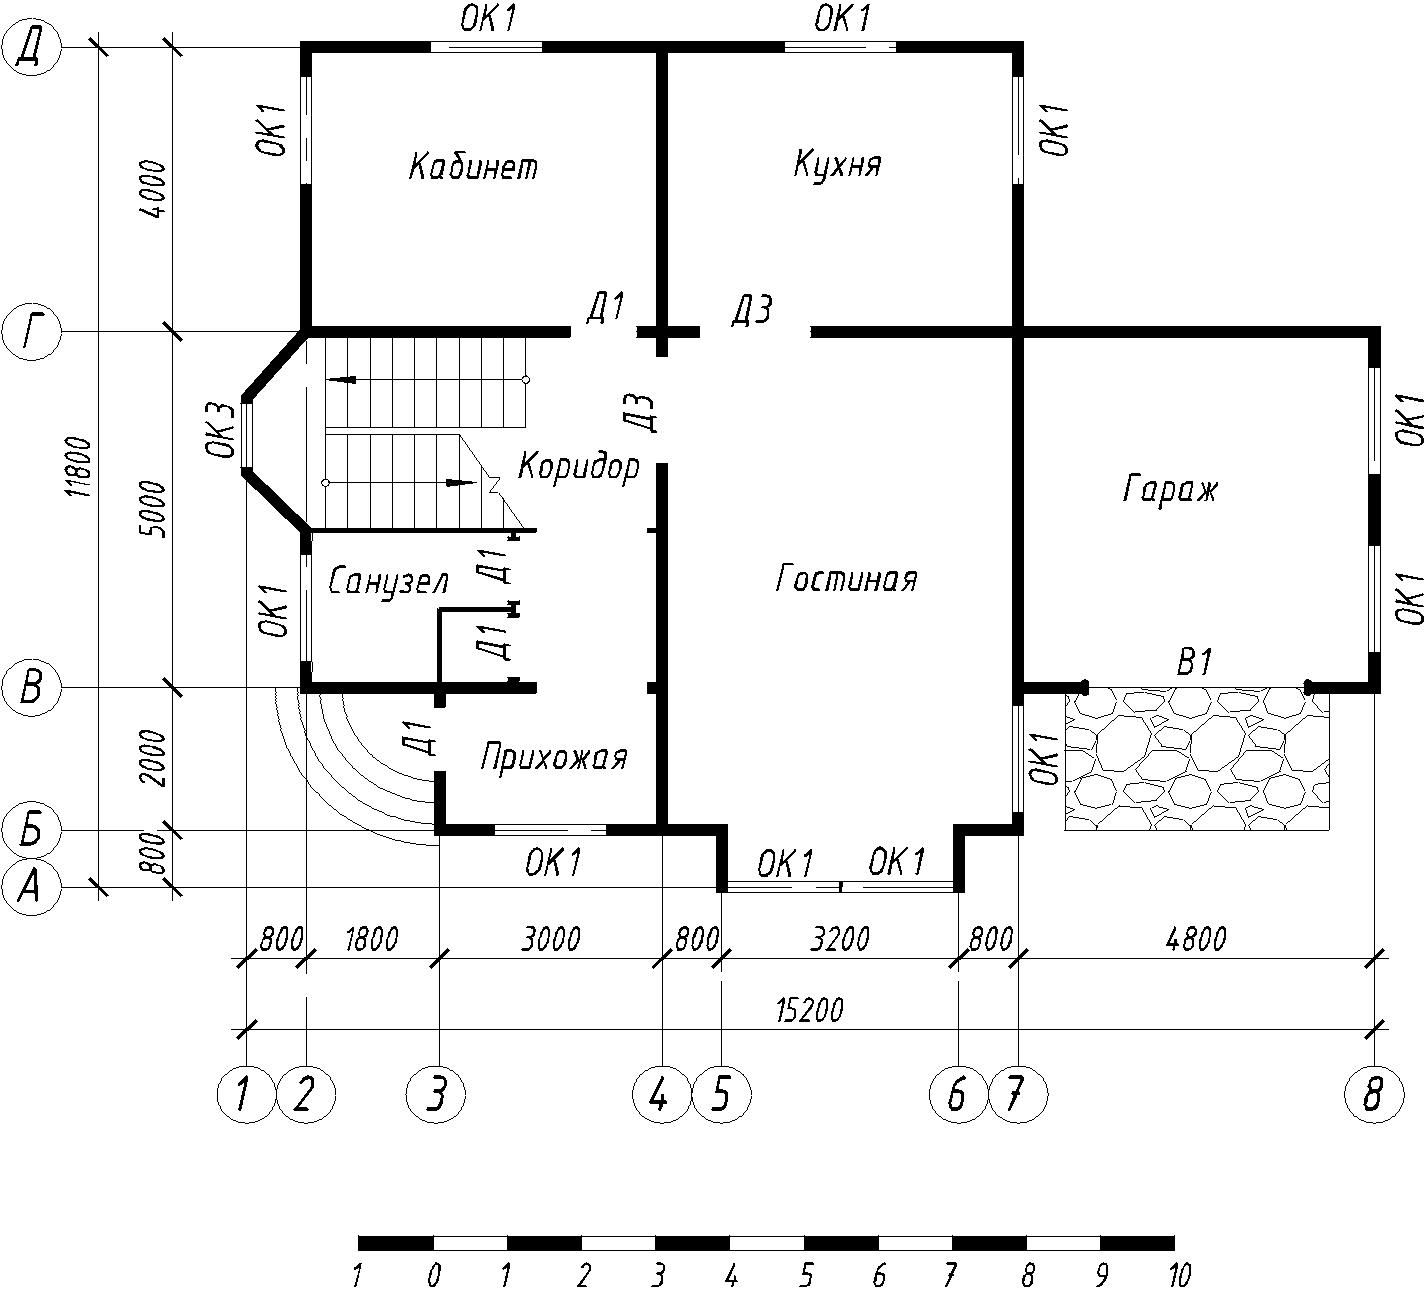 ОК1 ОК1
Д
ОК1 ОК1
Кабинет Кухня
4000
Д1 Д3
Г
ОК3 Д3 ОК1
11800 5000 Коридор Гараж
Санузел Д1 Гостиная
ОК1 Д1 ОК1
В В1
2000 Д1 Прихожая ОК1
Б
800 ОК1 ОК1 ОК1
А
800 1800 3000 800 3200 800 4800
15200
1 2 3 4 5 6 7 8
1 0 1 2 3 4 5 6 7 8 9 10